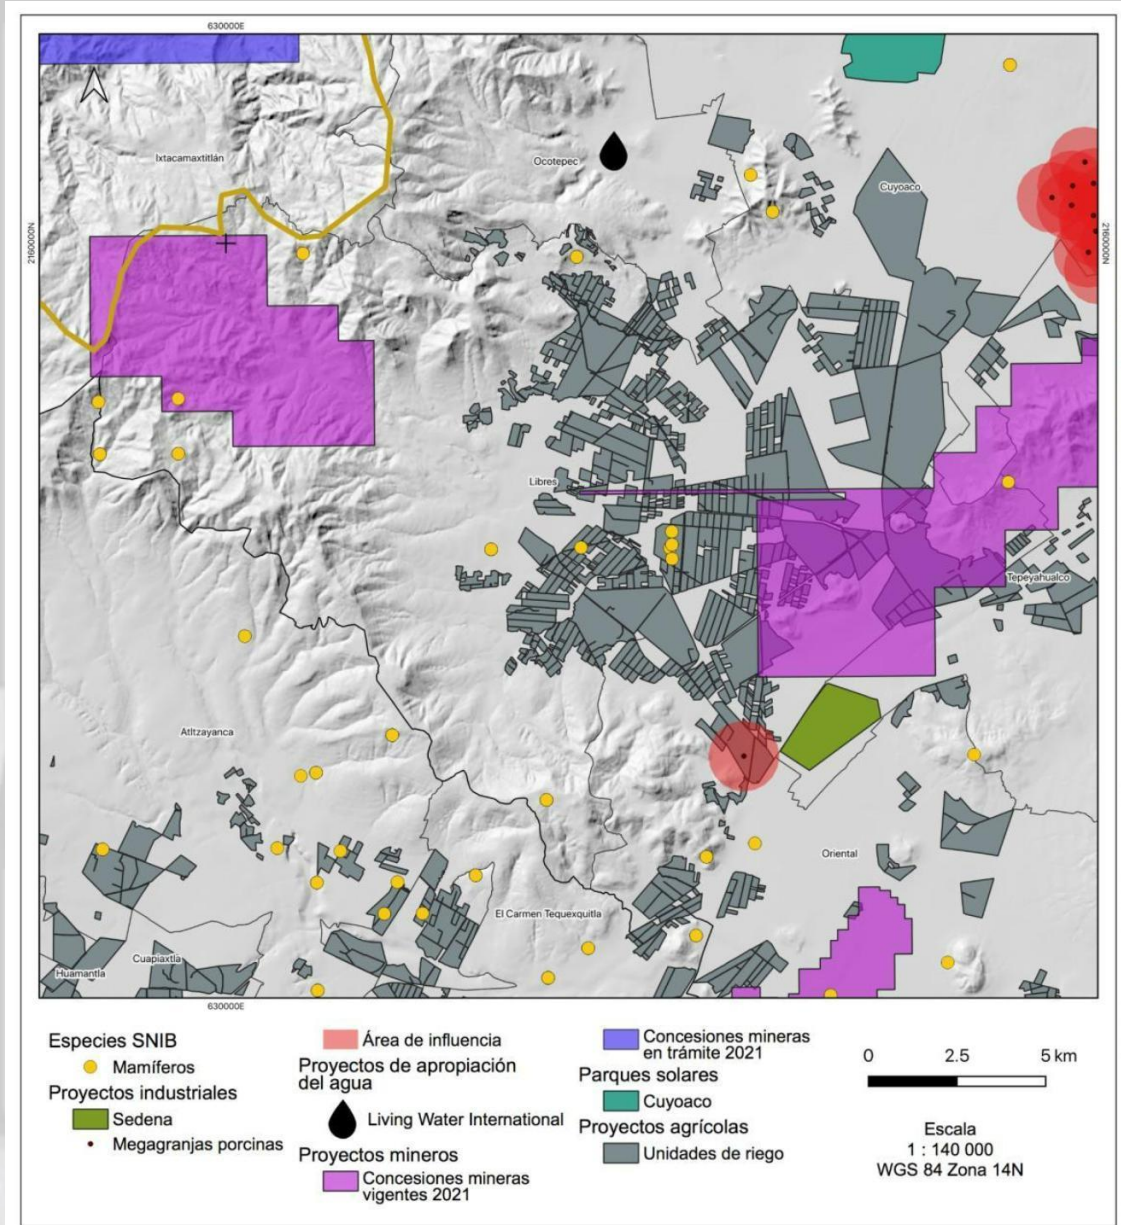 630000E
Ixtacamaxtitlán
Ocotepec
Cuyoaco
2160000N
2160000N
Libres
Tepeyahualco
Atltzayanca
Oriental
El Carmen Tequexquitla
Cuapiaxtla
Huamantla
630000E
Especies SNIB
Mamíferos
Proyectos industriales
Sedena
Megagranjas porcinas
Área de influencia
Proyectos de apropiación
del agua
Living Water International
Proyectos mineros
Concesiones mineras
vigentes 2021
Concesiones mineras
en trámite 2021
Parques solares
Cuyoaco
Proyectos agrícolas
Unidades de riego
0 2.5 5 km
Escala
1 : 140 000
WGS 84 Zona 14N